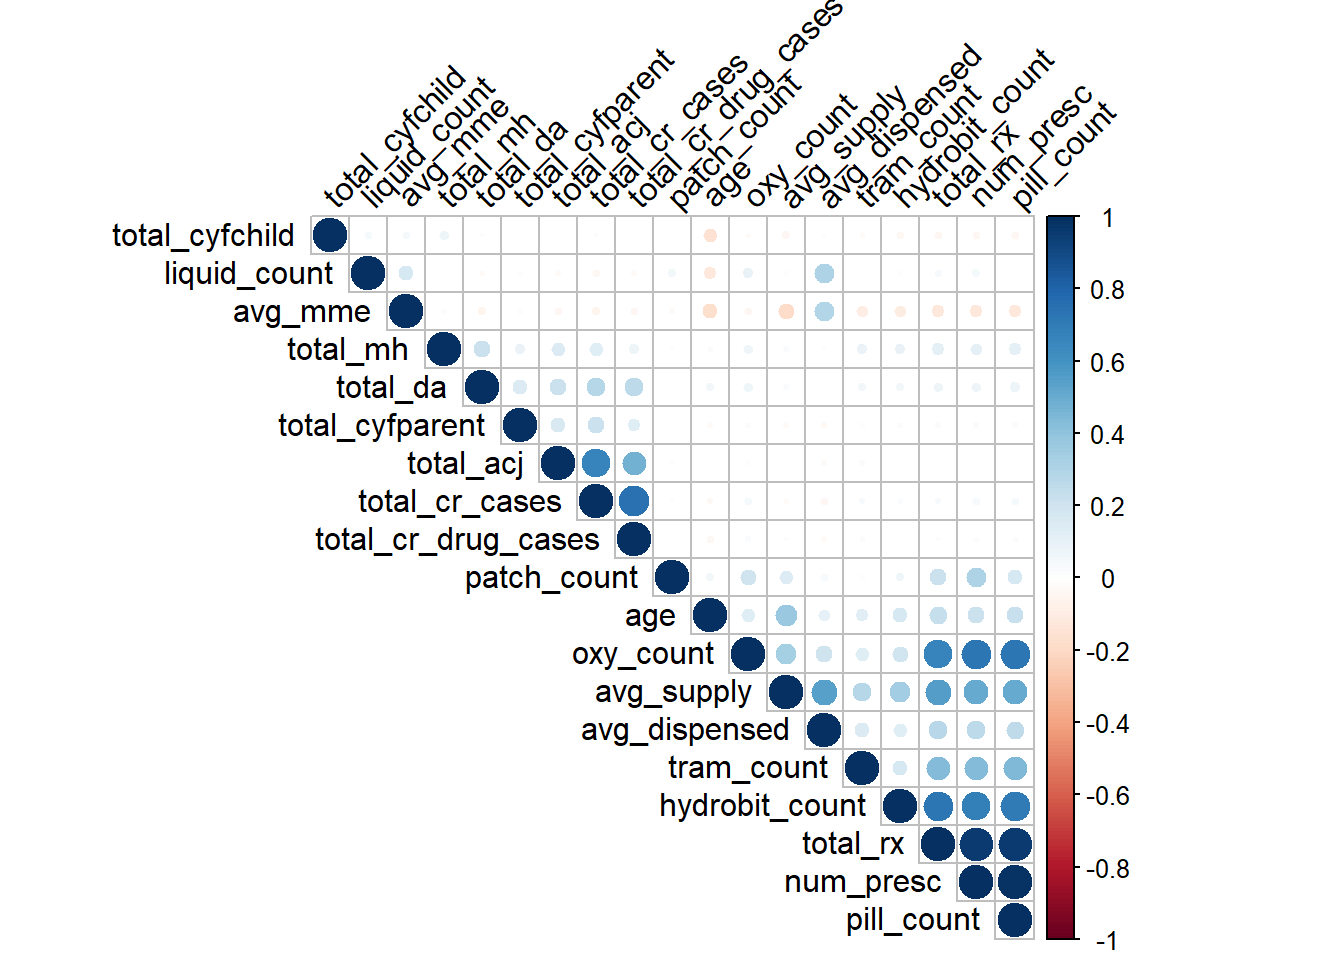 total_cyfchild
liquid_count
avg_mme
total_mh
total_da
total_cyfparent
total_acj
total_cr_cases
total_cr_drug_cases
patch_count
age
oxy_count
avg_supply
avg_dispensed
tram_count
hydrobit_count
total_rx
num_presc
pill_count
total_cyfchild
liquid_count
avg_mme
total_mh
total_da
total_cyfparent
total_acj
total_cr_cases
total_cr_drug_cases
patch_count
age
oxy_count
avg_supply
avg_dispensed
tram_count
hydrobit_count
total_rx
num_presc
pill_count
1
0.8
0.6
0.4
0.2
0
-0.2
-0.4
-0.6
-0.8
-1